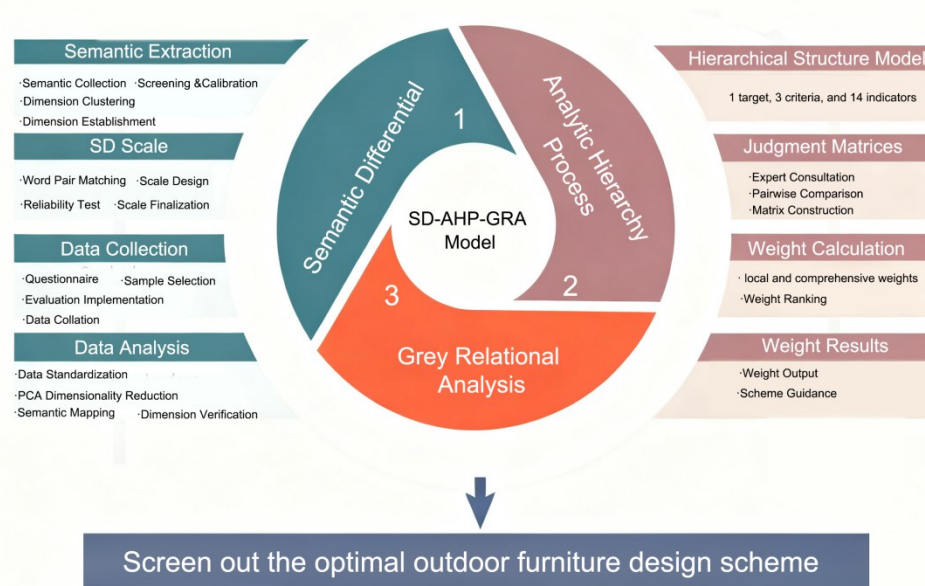 Semantic Extraction
·Semantic Collection ·Screening &Calibration
·Dimension Clustering
·Dimension Establishment
SD Scale
·Word Pair Matching ·Scale Design
·Reliability Test ·Scale Finalization
Data Collection
·Questionnaire ·Sample Selection
·Evaluation Implementation
·Data Collation
Data Analysis
·Data Standardization
·PCA Dimensionality Reduction
·Semantic Mapping ·Dimension Verification
Semantic Differential
1
Analytic Hierarchy
Process
2
SD-AHP-GRA
Model
3
Grey Relational
Analysis
Hierarchical Structure Model
1 target, 3 criteria, and 14 indicators
Judgment Matrices
·Expert Consultation
·Pairwise Comparison
·Matrix Construction
Weight Calculation
· local and comprehensive weights
·Weight Ranking
Weight Results
·Weight Output
·Scheme Guidance
Screen out the optimal outdoor furniture design scheme